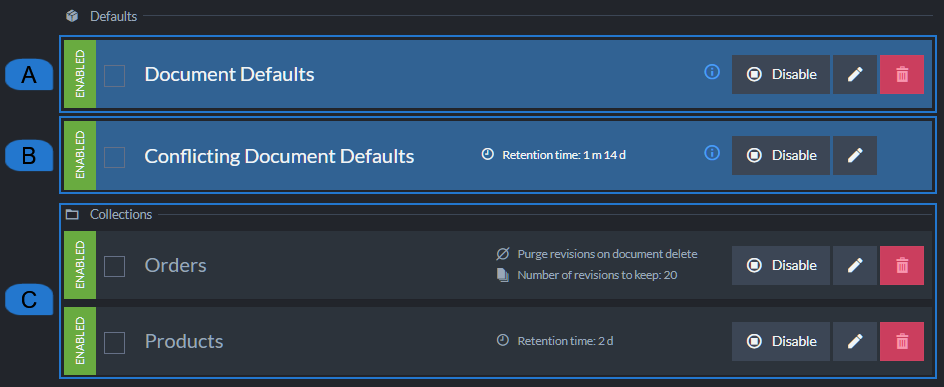 Defaults
A
ENABLED
Document Defaults
Disable
B
ENABLED
Conflicting Document Defaults
Retention time: 1 m 14 d
Disable
Collections
C
ENABLED
Orders
Purge revisions on document delete
Number of revisions to keep: 20
Disable
ENABLED
Products
Retention time: 2 d
Disable